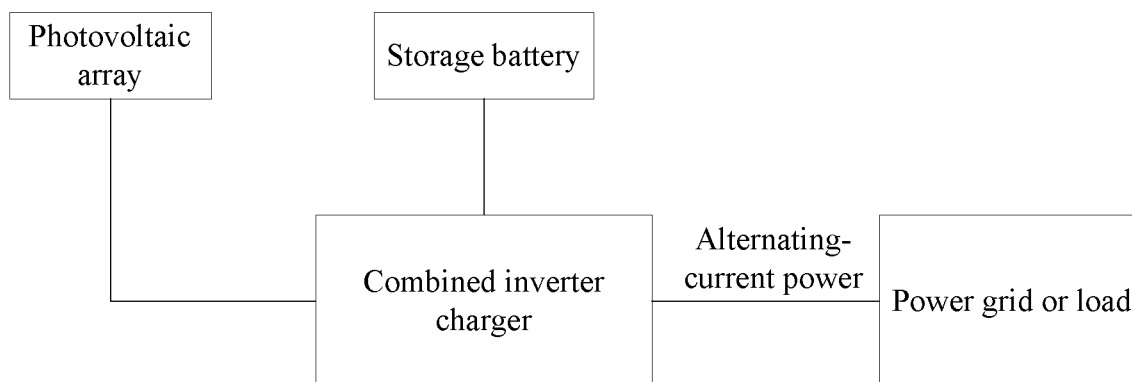 Photovoltaic
array
Storage battery
Combined inverter
charger
Alternating-
current power
Power grid or load